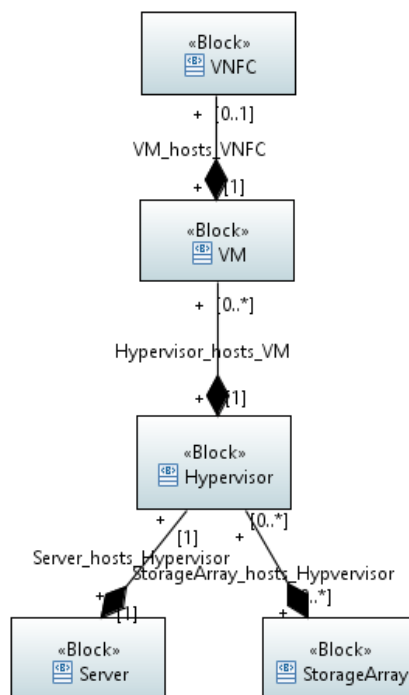 «Block»
VNFC
+ [0..1]
VM_hosts_VNFC
+ [1]
«Block»
VM
+ [0..*]
Hypervisor_hosts_VM
+ [1]
«Block»
Hypervisor
+ [1] + [0..*]
Server_hosts_Hypervisor
StorageArray_hosts_Hypvervisor
+ [1] + ..*]
«Block»
Server
«Block»
StorageArray